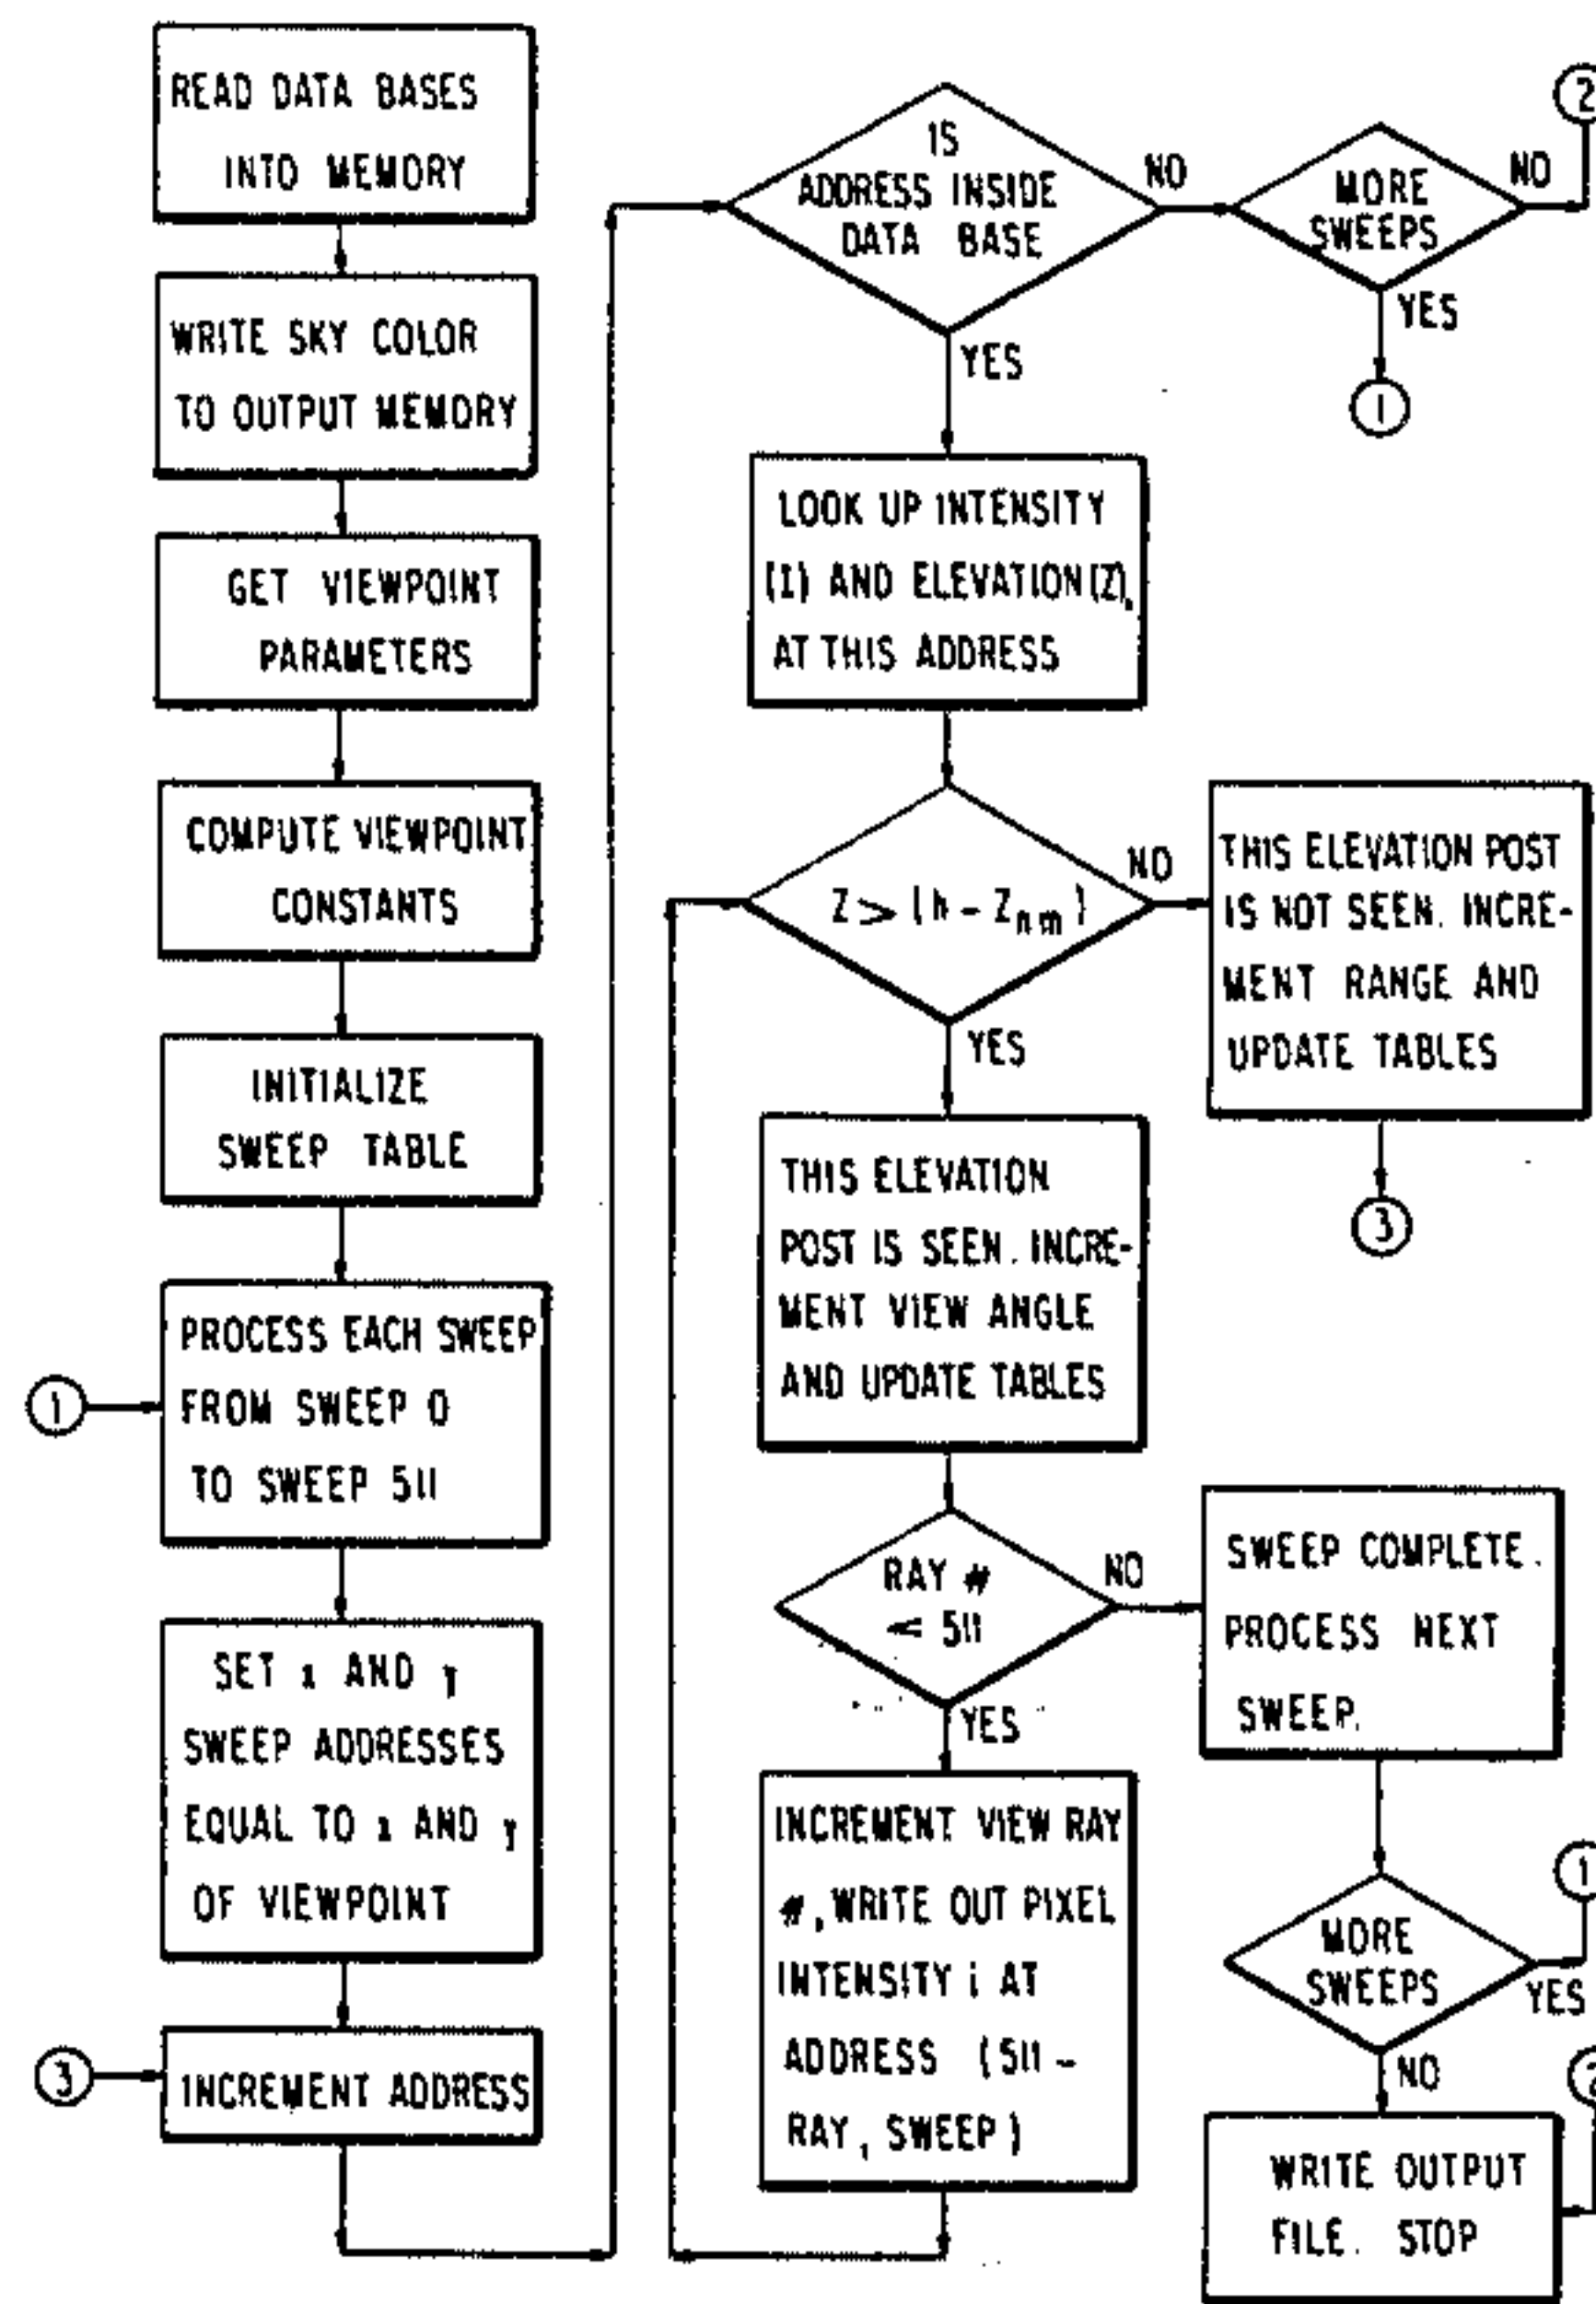 READ DATA BASES
INTO MEMORY
WRITE SKY COLOR
TO OUTPUT MEMORY
GET VIEWPOINT
PARAMETERS
COMPUTE VIEWPOINT
CONSTANTS
INITIALIZE
SWEEP TABLE
1
PROCESS EACH SWEEP
FROM SWEEP 0
TO SWEEP 511
SET x AND y
SWEEP ADDRESSES
EQUAL TO x AND y
OF VIEWPOINT
3
INCREMENT ADDRESS
IS
ADDRESS INSIDE
DATA BASE
NO
YES
MORE
SWEEPS
NO
2
YES
1
LOOK UP INTENSITY
(I) AND ELEVATION(Z),
AT THIS ADDRESS
Z > (h - Znm)
NO
YES
THIS ELEVATION POST
IS NOT SEEN. INCRE-
MENT RANGE AND
UPDATE TABLES
3
THIS ELEVATION
POST IS SEEN. INCRE-
MENT VIEW ANGLE
AND UPDATE TABLES
RAY #
< 511
NO
YES
SWEEP COMPLETE.
PROCESS NEXT
SWEEP.
INCREMENT VIEW RAY
#, WRITE OUT PIXEL
INTENSITY i AT
ADDRESS (511-
RAY, SWEEP)
MORE
SWEEPS
1
YES
NO
2
WRITE OUTPUT
FILE. STOP